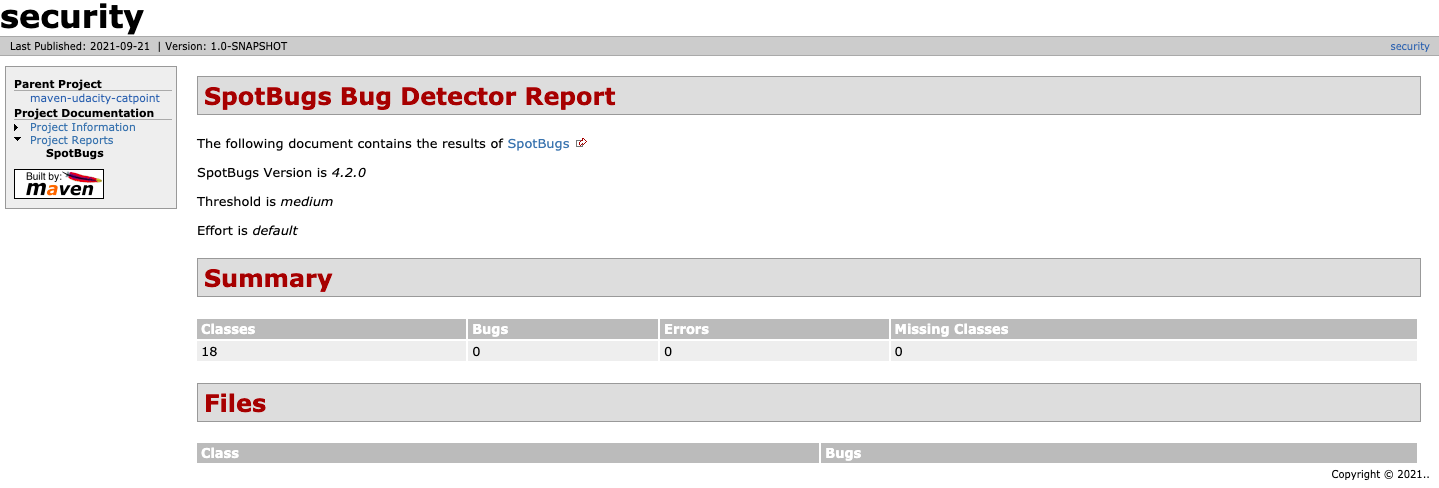 security
Last Published: 2021-09-21 | Version: 1.0-SNAPSHOT
security
Parent Project
maven-udacity-catpoint
Project Documentation
Project Information
Project Reports
SpotBugs
Built by:
maven
SpotBugs Bug Detector Report
The following document contains the results of SpotBugs
SpotBugs Version is 4.2.0
Threshold is medium
Effort is default
Summary
Classes Bugs Errors Missing Classes
18 0 0 0
Files
Class Bugs
Copyright © 2021..